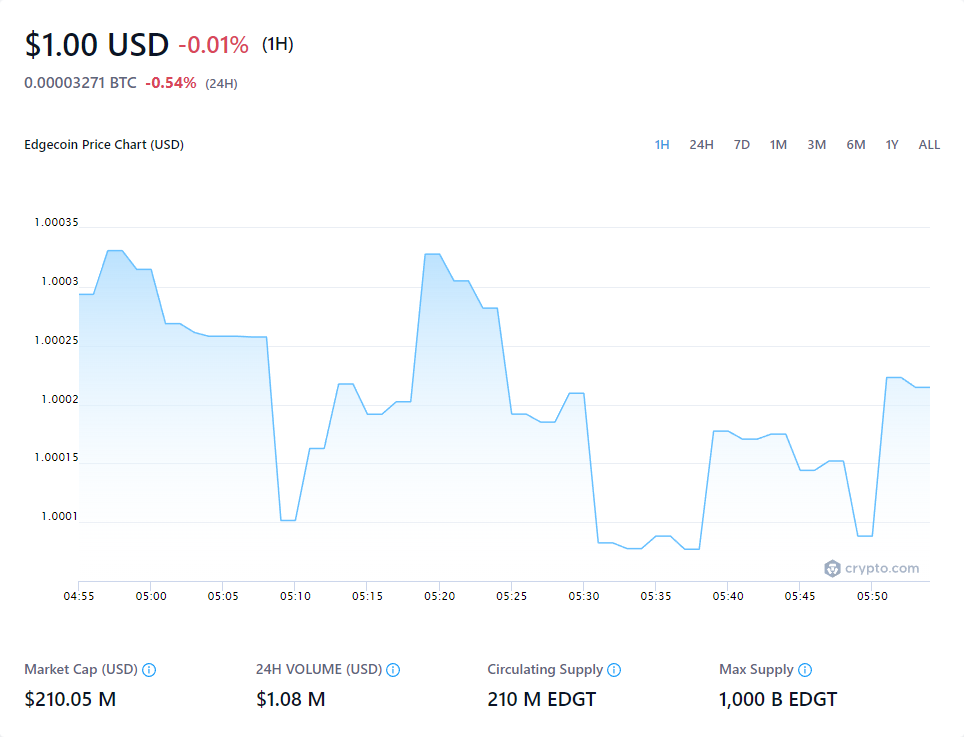 $1.00 USD -0.01% (1H)
0.00003271 BTC -0.54% (24H)
Edgecoin Price Chart (USD) 1H 24H 7D 1M 3M 6M 1Y ALL
1.00035
1.0003
1.00025
1.0002
1.00015
1.0001
crypto.com
04:55 05:00 05:05 05:10 05:15 05:20 05:25 05:30 05:35 05:40 05:45 05:50
Market Cap (USD) 24H VOLUME (USD) Circulating Supply Max Supply
$210.05 M $1.08 M 210 M EDGT 1,000 B EDGT